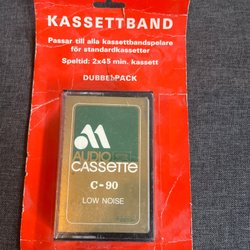 KASSETTBAND
Passar till alla kassettbandspelare
för standardkassetter
Speltid: 2x45 min. kassett
DUBBELPACK
AUDIO
CASSETTE
C-90
LOW NOISE